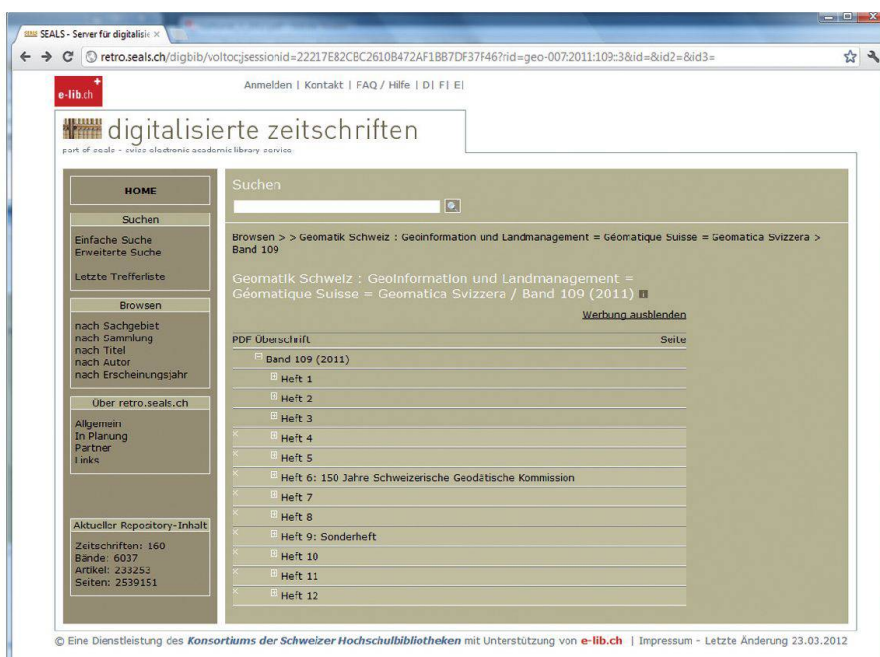 SEALS - Server für digitalisie
retro.seals.ch/digbib/voltoc;jsessionid=22217E82CBC2610B472AF1BB7DF37F46?rid=geo-007:2011:109::3&id=&id2=&id3=
e-lib.ch
Anmelden | Kontakt | FAQ / Hilfe | D| F| E|
digitalisierte zeitschriften
part of seals - swiss electronic academic library service
HOME
Suchen
Einfache Suche
Erweiterte Suche
Letzte Trefferliste
Browsen
nach Sachgebiet
nach Sammlung
nach Titel
nach Autor
nach Erscheinungsjahr
Über retro.seals.ch
Allgemein
In Planung
Partner
Links
Aktueller Repository-Inhalt
Zeitschriften: 160
Bände: 6037
Artikel: 233253
Seiten: 2539151
Suchen
Browsen > > Geomatik Schweiz : Geoinformation und Landmanagement = Géomatique Suisse = Geomatica Svizzera >
Band 109
Geomatik Schweiz : Geoinformation und Landmanagement =
Géomatique Suisse = Geomatica Svizzera / Band 109 (2011)
Werbung ausblenden
PDF Überschrift Seite
Band 109 (2011)
Heft 1
Heft 2
Heft 3
Heft 4
Heft 5
Heft 6: 150 Jahre Schweizerische Geodätische Kommission
Heft 7
Heft 8
Heft 9: Sonderheft
Heft 10
Heft 11
Heft 12
© Eine Dienstleistung des Konsortiums der Schweizer Hochschulbibliotheken mit Unterstützung von e-lib.ch | Impressum - Letzte Änderung 23.03.2012